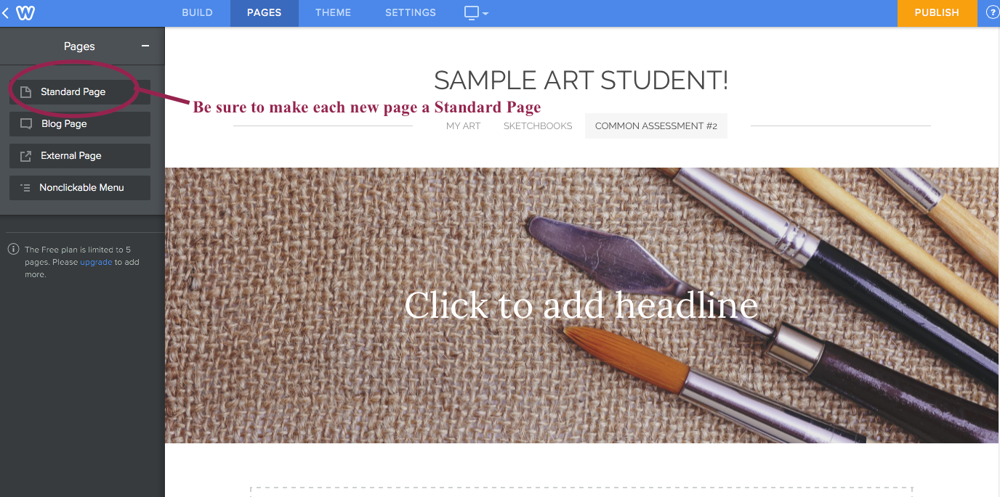 BUILD PAGES THEME SETTINGS PUBLISH ?
Pages
Standard Page
Blog Page
External Page
Nonclickable Menu
The Free plan is limited to 5
pages. Please upgrade to add
more.
SAMPLE ART STUDENT!
Be sure to make each new page a Standard Page
MY ART SKETCHBOOKS COMMON ASSESSMENT #2
Click to add headline